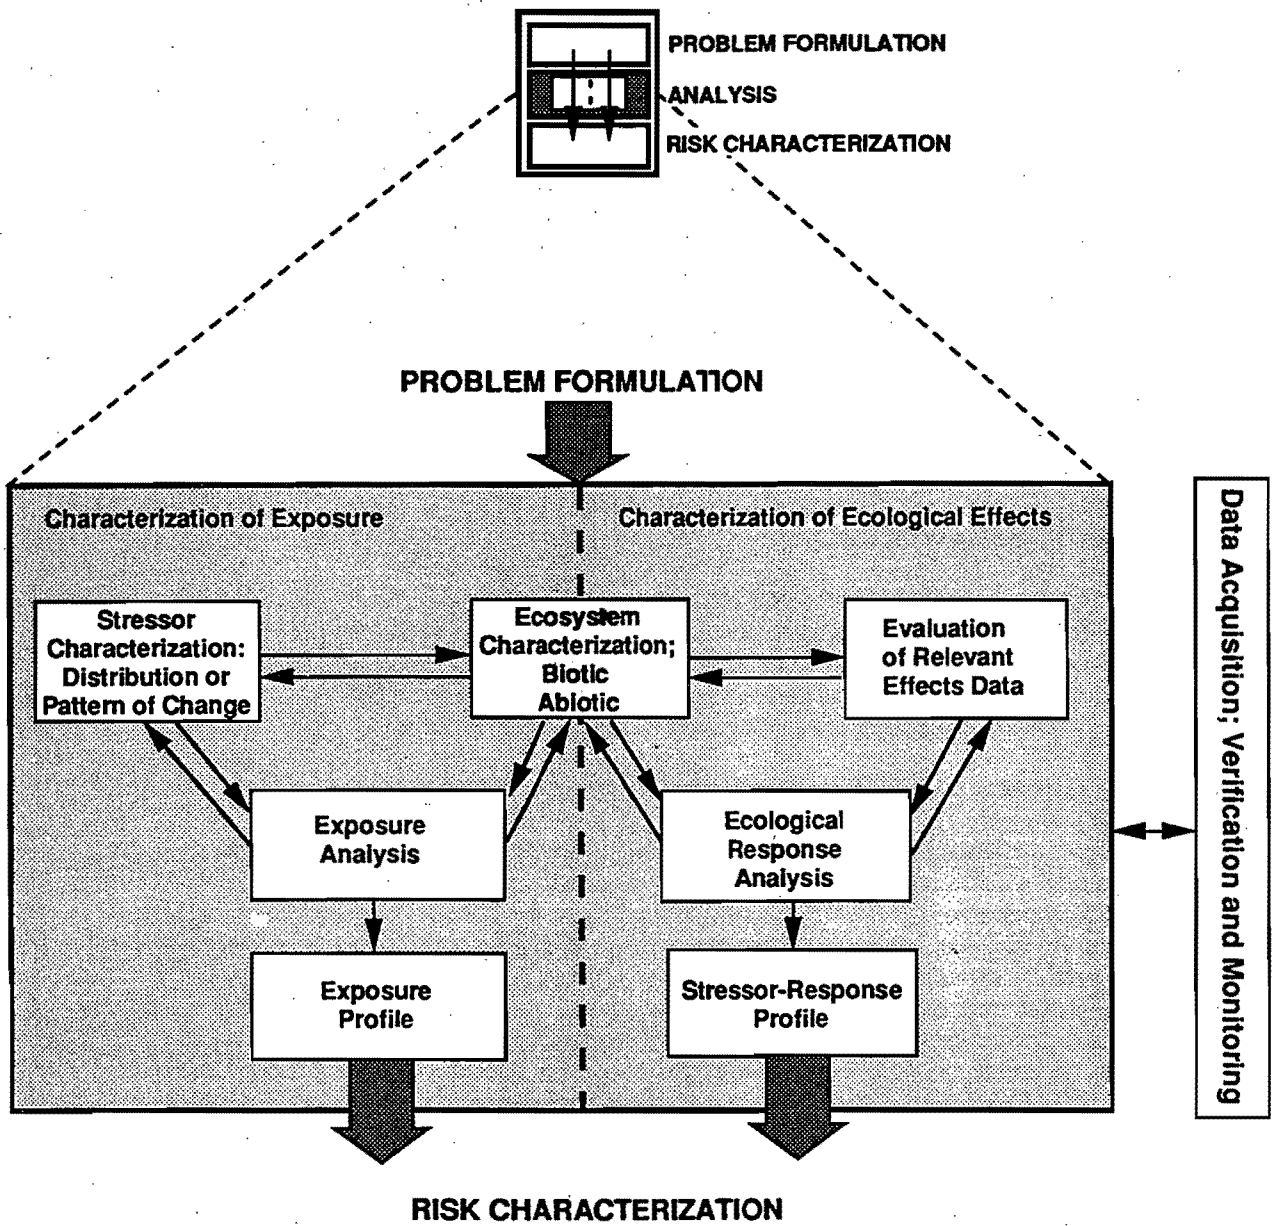 PROBLEM FORMULATION
ANALYSIS
RISK CHARACTERIZATION
PROBLEM FORMULATION
Characterization of Exposure
Characterization of Ecological Effects
Stressor
Characterization:
Distribution or
Pattern of Change
Ecosystem
Characterization;
Biotic
Abiotic
Evaluation
of Relevant
Effects Data
Exposure
Analysis
Ecological
Response
Analysis
Exposure
Profile
Stressor-Response
Profile
Data Acquisition; Verification and Monitoring
RISK CHARACTERIZATION